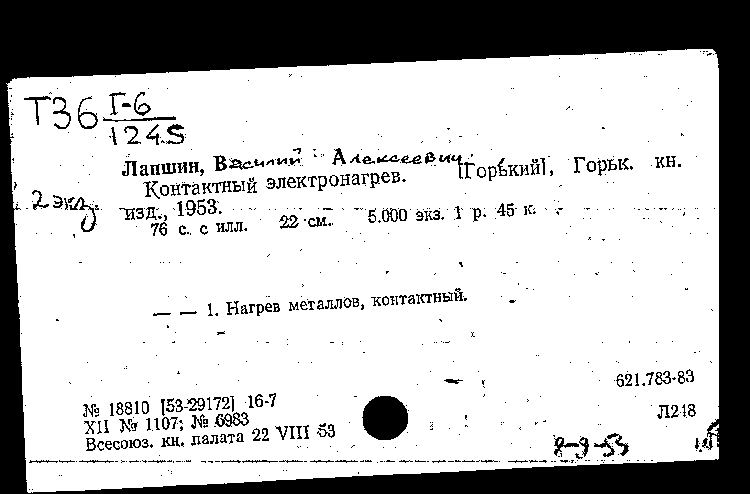 Т36 Г-6
1245
Лапшин, Василий Алексеевич.
Контактный электронагрев. [Горький], Горьк. кн.
2 экз. изд., 1953.
76 с. с илл. 22 см. 5.000 экз. 1 р. 45 к.
— — 1. Нагрев металлов, контактный.
621.783-83
№ 18810 [53-29172] 16-7
Л248
XII № 1107; № 6983
Всесоюз. кн. палата 22 VIII 53
8-9-53